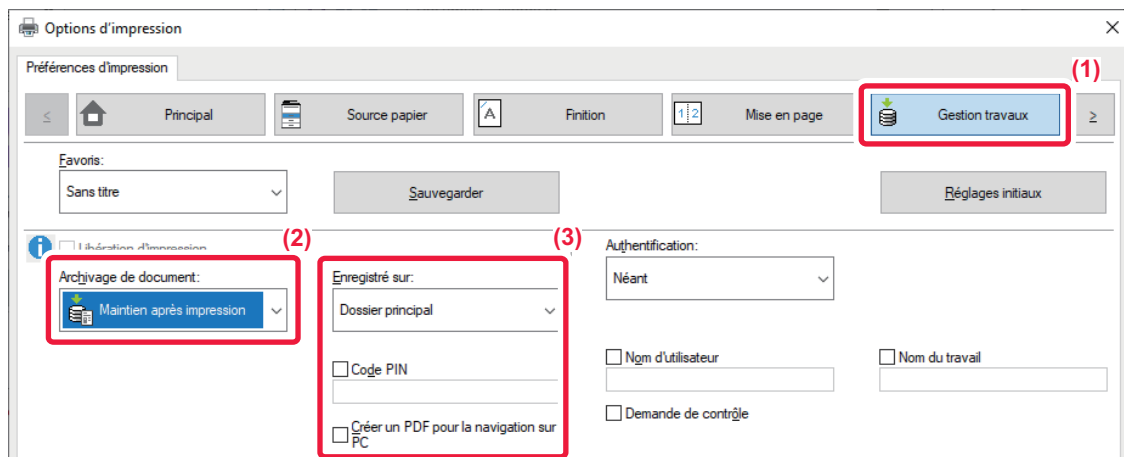 Options d'impression
Préférences d'impression
(1)
≤
Principal
Source papier
A
Finition
1 2
Mise en page
Gestion travaux
≥
Favoris:
Sans titre
Sauvegarder
Réglages initiaux
Libération d'impression
(2)
(3)
Archivage de document:
Maintien après impression
Enregistré sur:
Dossier principal
Code PIN
Créer un PDF pour la navigation sur
PC
Authentification:
Néant
Nom d'utilisateur
Nom du travail
Demande de contrôle